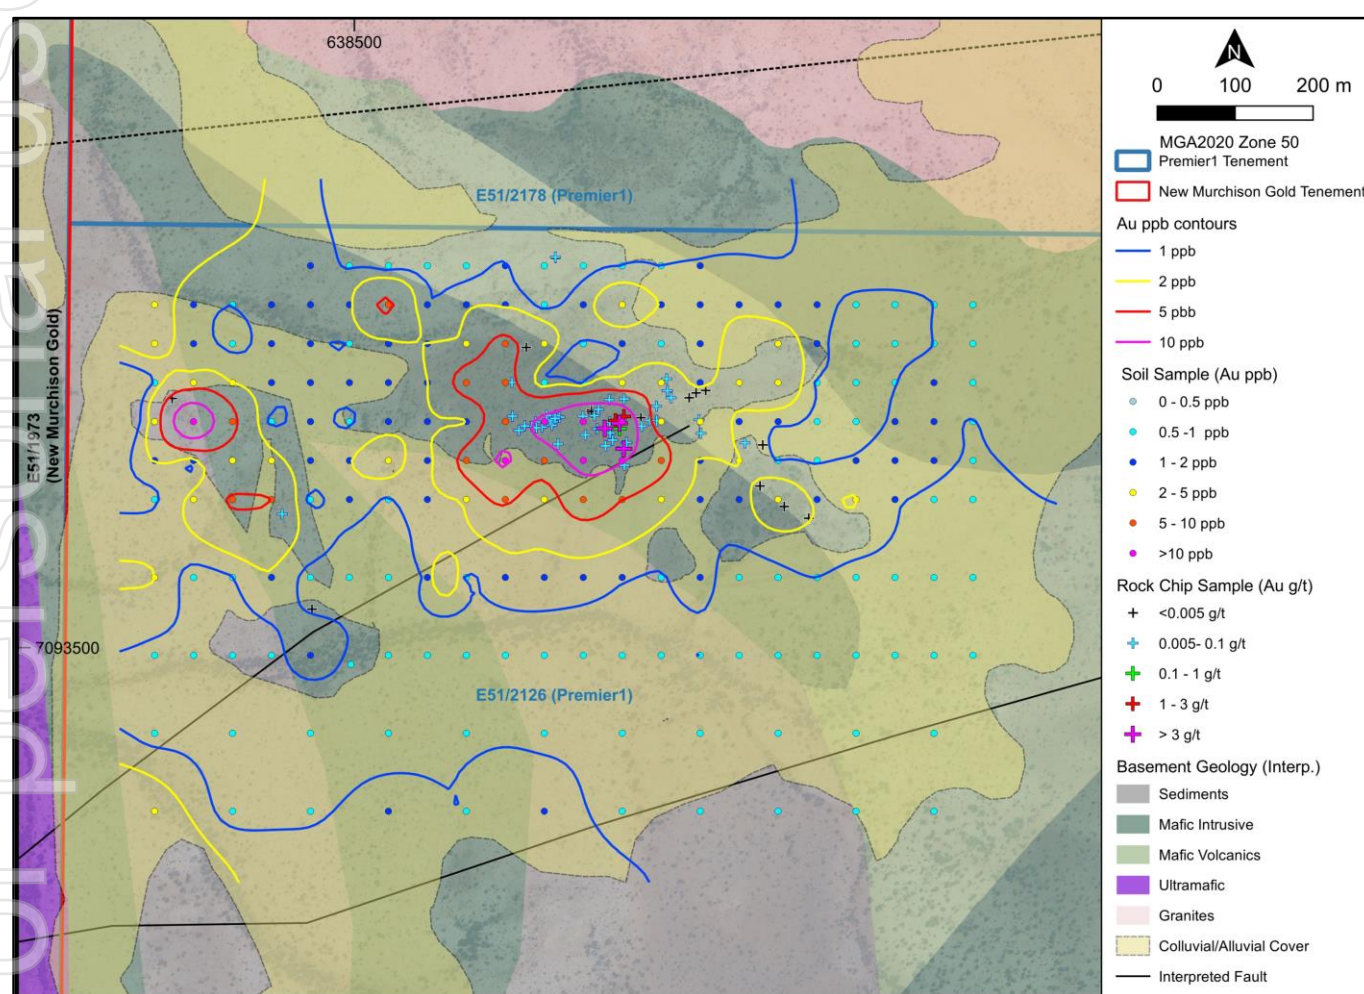 638500
E51/2178 (Premier1)
E51/1973
(New Murchison Gold)
7093500
E51/2126 (Premier1)
N
0 100 200 m
MGA2020 Zone 50
Premier1 Tenement
New Murchison Gold Tenement
Au ppb contours
1 ppb
2 ppb
5 pbb
10 ppb
Soil Sample (Au ppb)
0 - 0.5 ppb
0.5 -1 ppb
1 - 2 ppb
2 - 5 ppb
5 - 10 ppb
>10 ppb
Rock Chip Sample (Au g/t)
<0.005 g/t
0.005- 0.1 g/t
0.1 - 1 g/t
1 - 3 g/t
> 3 g/t
Basement Geology (Interp.)
Sediments
Mafic Intrusive
Mafic Volcanics
Ultramafic
Granites
Colluvial/Alluvial Cover
Interpreted Fault